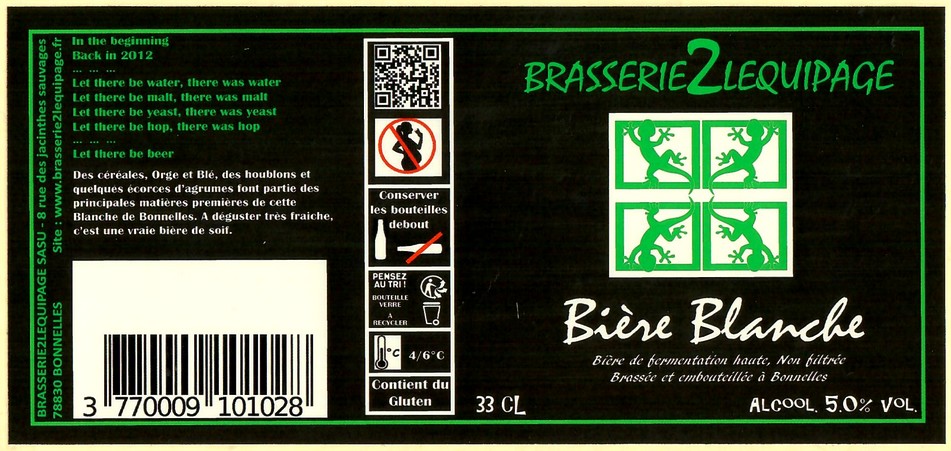 BRASSERIE2LEQUIPAGE SASU - 8 rue des jacinthes sauvages
78830 BONNELLES Site : www.brasserie2lequipage.fr
In the beginning
Back in 2012
... ... ...
Let there be water, there was water
Let there be malt, there was malt
Let there be yeast, there was yeast
Let there be hop, there was hop
... ... ...
Let there be beer
Des céréales, Orge et Blé, des houblons et
quelques écorces d'agrumes font partie des
principales matières premières de cette
Blanche de Bonnelles. A déguster très fraiche,
c'est une vraie bière de soif.
3 770009 101028
Conserver
les bouteilles
debout
PENSEZ
AU TRI !
BOUTEILLE
VERRE
À
RECYCLER
°C 4/6°C
Contient du
Gluten
BRASSERIE2LEQUIPAGE
Bière Blanche
Bière de fermentation haute, Non filtrée
Brassée et embouteillée à Bonnelles
33 CL
ALCOOL. 5.0% VOL.